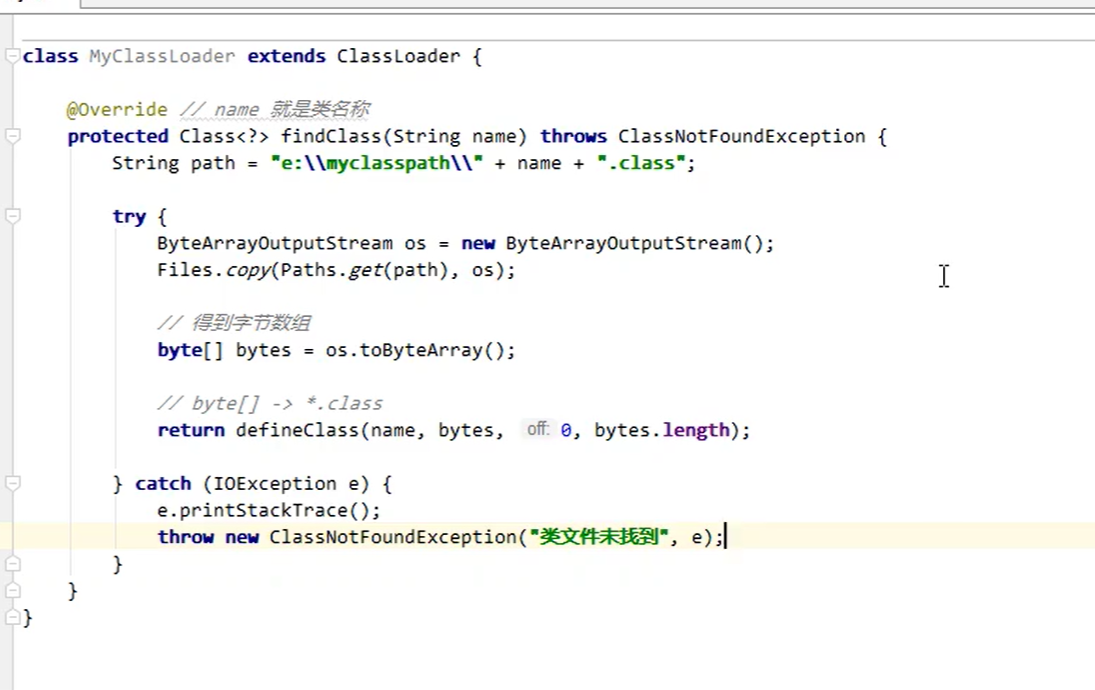 class MyClassLoader extends ClassLoader {
@Override // name 就是类名称
protected Class<?> findClass(String name) throws ClassNotFoundException {
String path = "e:\\myclasspath\\" + name + ".class";
try {
ByteArrayOutputStream os = new ByteArrayOutputStream();
Files.copy(Paths.get(path), os);
// 得到字节数组
byte[] bytes = os.toByteArray();
// byte[] -> *.class
return defineClass(name, bytes, off: 0, bytes.length);
} catch (IOException e) {
e.printStackTrace();
throw new ClassNotFoundException("类文件未找到", e);
}
}
}